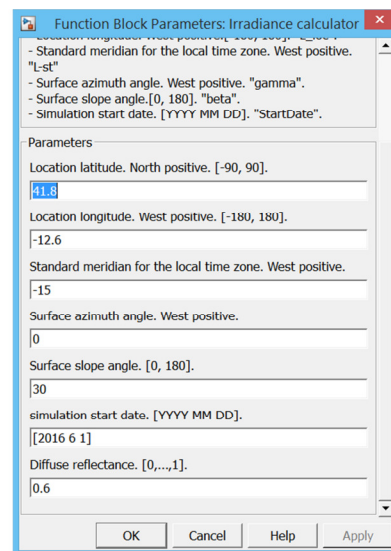 Function Block Parameters: Irradiance calculator
- Standard meridian for the local time zone. West positive.
"L-st"
- Surface azimuth angle. West positive. "gamma".
- Surface slope angle.[0, 180]. "beta".
- Simulation start date. [YYYY MM DD]. "StartDate".
Parameters
Location latitude. North positive. [-90, 90].
41.8
Location longitude. West positive. [-180, 180].
-12.6
Standard meridian for the local time zone. West positive.
-15
Surface azimuth angle. West positive.
0
Surface slope angle. [0, 180].
30
simulation start date. [YYYY MM DD].
[2016 6 1]
Diffuse reflectance. [0,...,1].
0.6
OK Cancel Help Apply